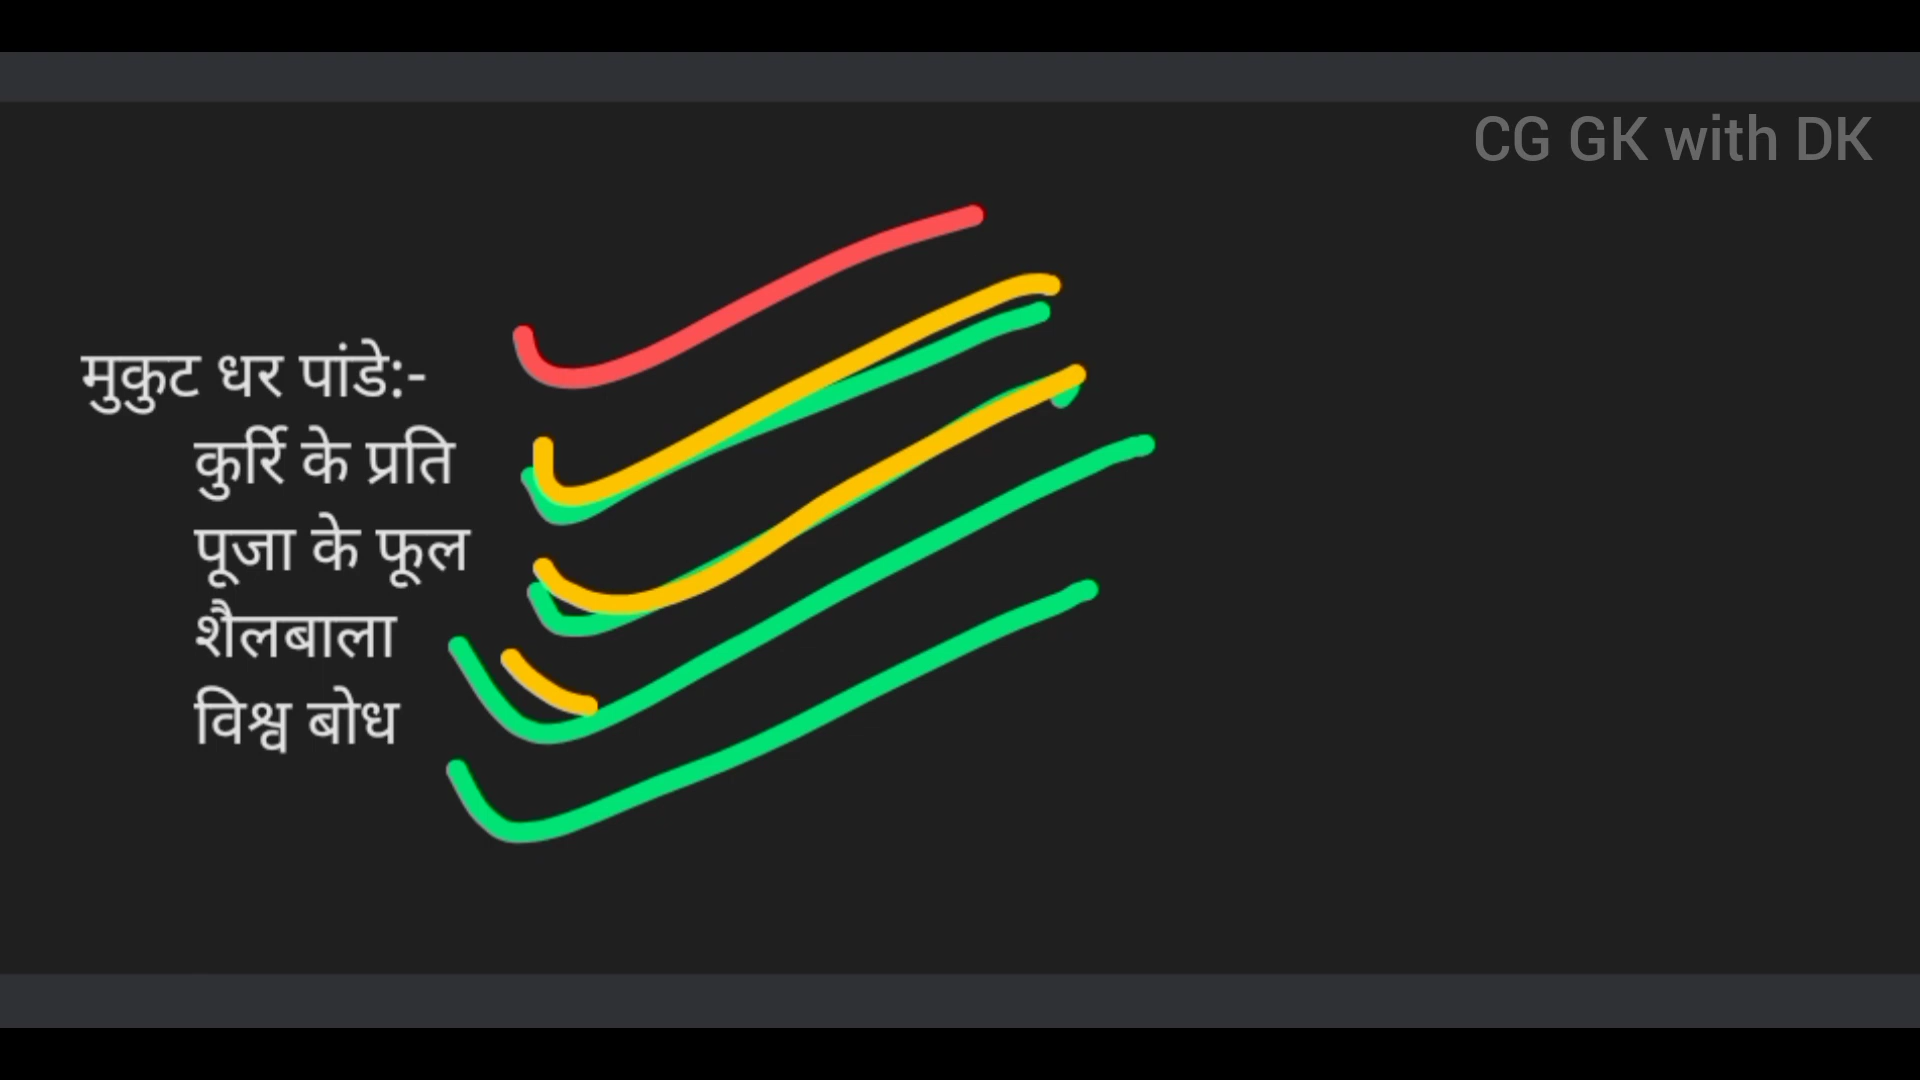 CG GK with DK
मुकुट धर पांडे:-
कुर्रि के प्रति
पूजा के फूल
शैलबाला
विश्व बोध